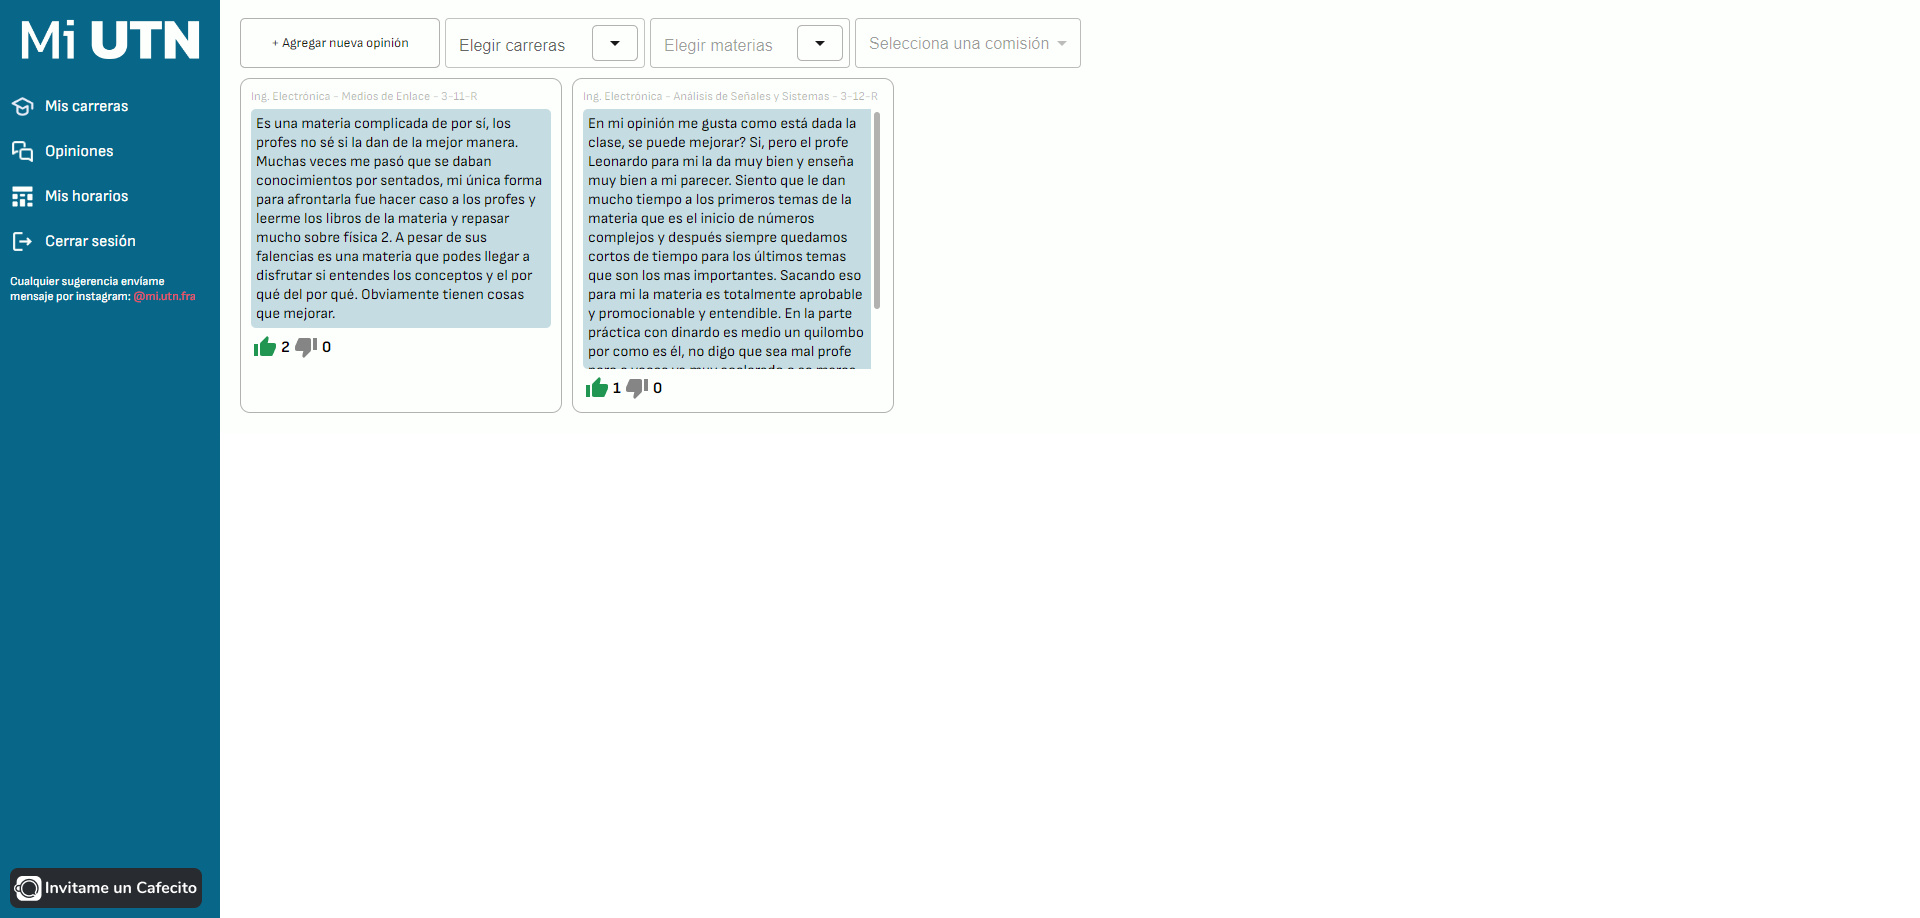 Mi UTN
Mis carreras
Opiniones
Mis horarios
Cerrar sesión
Cualquier sugerencia envíame
mensaje por instagram: @mi.utn.fra
Invitame un Cafecito
+ Agregar nueva opinión
Elegir carreras
Elegir materias
Selecciona una comisión
Ing. Electrónica - Medios de Enlace - 3-11-R
Es una materia complicada de por sí, los
profes no sé si la dan de la mejor manera.
Muchas veces me pasó que se daban
conocimientos por sentados, mi única forma
para afrontarla fue hacer caso a los profes y
leerme los libros de la materia y repasar
mucho sobre física 2. A pesar de sus
falencias es una materia que podes llegar a
disfrutar si entendes los conceptos y el por
qué del por qué. Obviamente tienen cosas
que mejorar.
2 0
Ing. Electrónica - Análisis de Señales y Sistemas - 3-12-R
En mi opinión me gusta como está dada la
clase, se puede mejorar? Si, pero el profe
Leonardo para mi la da muy bien y enseña
muy bien a mi parecer. Siento que le dan
mucho tiempo a los primeros temas de la
materia que es el inicio de números
complejos y después siempre quedamos
cortos de tiempo para los últimos temas
que son los mas importantes. Sacando eso
para mi la materia es totalmente aprobable
y promocionable y entendible. En la parte
práctica con dinardo es medio un quilombo
por como es él, no digo que sea mal profe
1 0